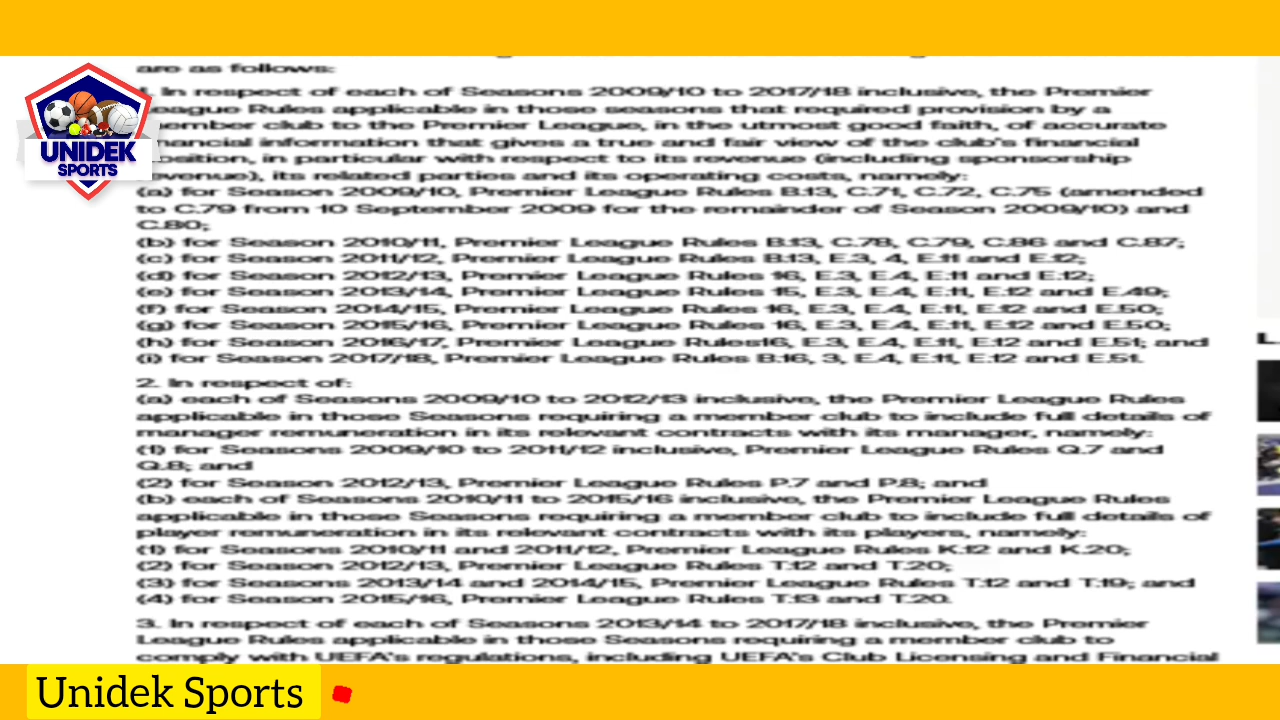 are as follows:
1. In respect of each of Seasons 2009/10 to 2017/18 inclusive, the Premier
League Rules applicable in those seasons that required provision by a
member club to the Premier League, in the utmost good faith, of accurate
financial information that gives a true and fair view of the club's financial
position, in particular with respect to its revenue (including sponsorship
revenue), its related parties and its operating costs, namely:
(a) for Season 2009/10, Premier League Rules B.13, C.71, C.72, C.75 (amended
to C.79 from 10 September 2009 for the remainder of Season 2009/10) and
C.80;
(b) for Season 2010/11, Premier League Rules B.13, C.78, C.79, C.86 and C.87;
(c) for Season 2011/12, Premier League Rules B.13, E.3, 4, E.11 and E.12;
(d) for Season 2012/13, Premier League Rules 16, E.3, E.4, E.11 and E.12;
(e) for Season 2013/14, Premier League Rules 15, E.3, E.4, E.11, E.12 and E.49;
(f) for Season 2014/15, Premier League Rules 16, E.3, E.4, E.11, E.12 and E.50;
(g) for Season 2015/16, Premier League Rules 16, E.3, E.4, E.11, E.12 and E.50;
(h) for Season 2016/17, Premier League Rules16, E.3, E.4, E.11, E.12 and E.51; and
(i) for Season 2017/18, Premier League Rules B.16, 3, E.4, E.11, E.12 and E.51.
2. In respect of:
(a) each of Seasons 2009/10 to 2012/13 inclusive, the Premier League Rules
applicable in those Seasons requiring a member club to include full details of
manager remuneration in its relevant contracts with its manager, namely:
(1) for Seasons 2009/10 to 2011/12 inclusive, Premier League Rules Q.7 and
Q.8; and
(2) for Season 2012/13, Premier League Rules P.7 and P.8; and
(b) each of Seasons 2010/11 to 2015/16 inclusive, the Premier League Rules
applicable in those Seasons requiring a member club to include full details of
player remuneration in its relevant contracts with its players, namely:
(1) for Seasons 2010/11 and 2011/12, Premier League Rules K.12 and K.20;
(2) for Season 2012/13, Premier League Rules T.12 and T.20;
(3) for Seasons 2013/14 and 2014/15, Premier League Rules T.12 and T.19; and
(4) for Season 2015/16, Premier League Rules T.13 and T.20.
3. In respect of each of Seasons 2013/14 to 2017/18 inclusive, the Premier
League Rules applicable in those Seasons requiring a member club to
comply with UEFA's regulations, including UEFA's Club Licensing and Financial
UNIDEK
SPORTS
L
Unidek Sports